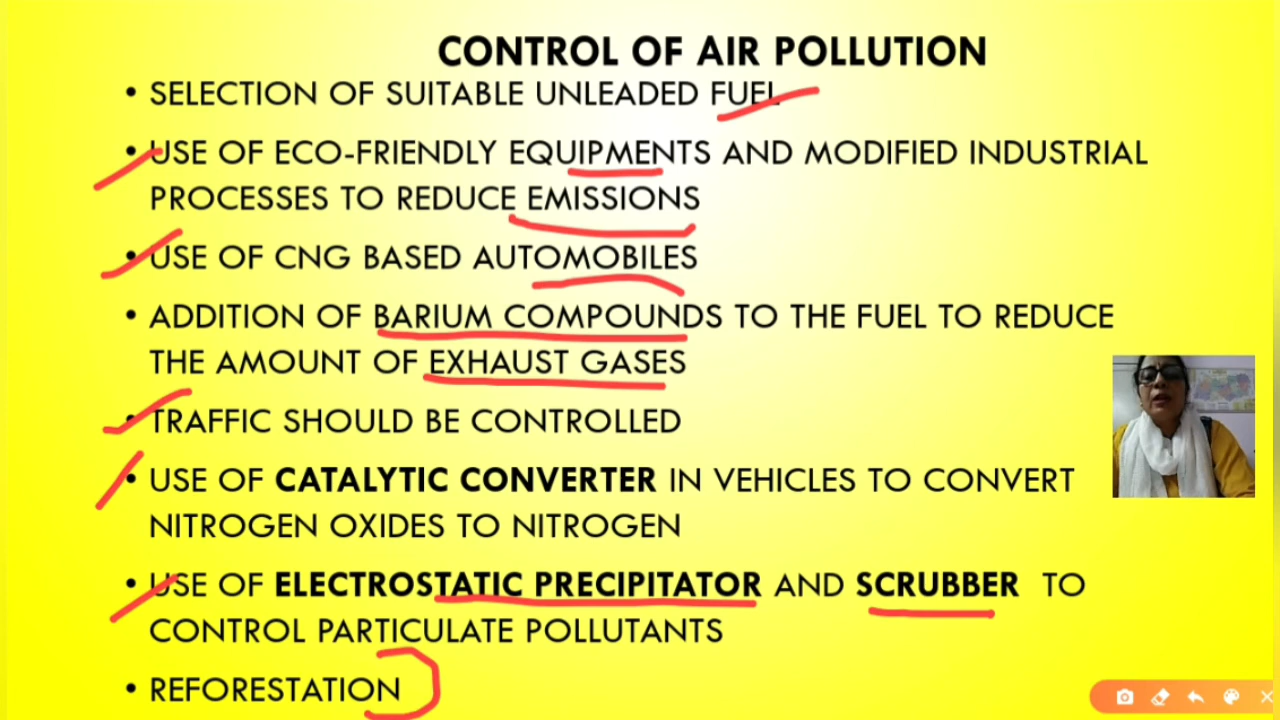 CONTROL OF AIR POLLUTION
• SELECTION OF SUITABLE UNLEADED FUEL
• USE OF ECO-FRIENDLY EQUIPMENTS AND MODIFIED INDUSTRIAL
PROCESSES TO REDUCE EMISSIONS
• USE OF CNG BASED AUTOMOBILES
• ADDITION OF BARIUM COMPOUNDS TO THE FUEL TO REDUCE
THE AMOUNT OF EXHAUST GASES
• TRAFFIC SHOULD BE CONTROLLED
• USE OF CATALYTIC CONVERTER IN VEHICLES TO CONVERT
NITROGEN OXIDES TO NITROGEN
• USE OF ELECTROSTATIC PRECIPITATOR AND SCRUBBER TO
CONTROL PARTICULATE POLLUTANTS
• REFORESTATION